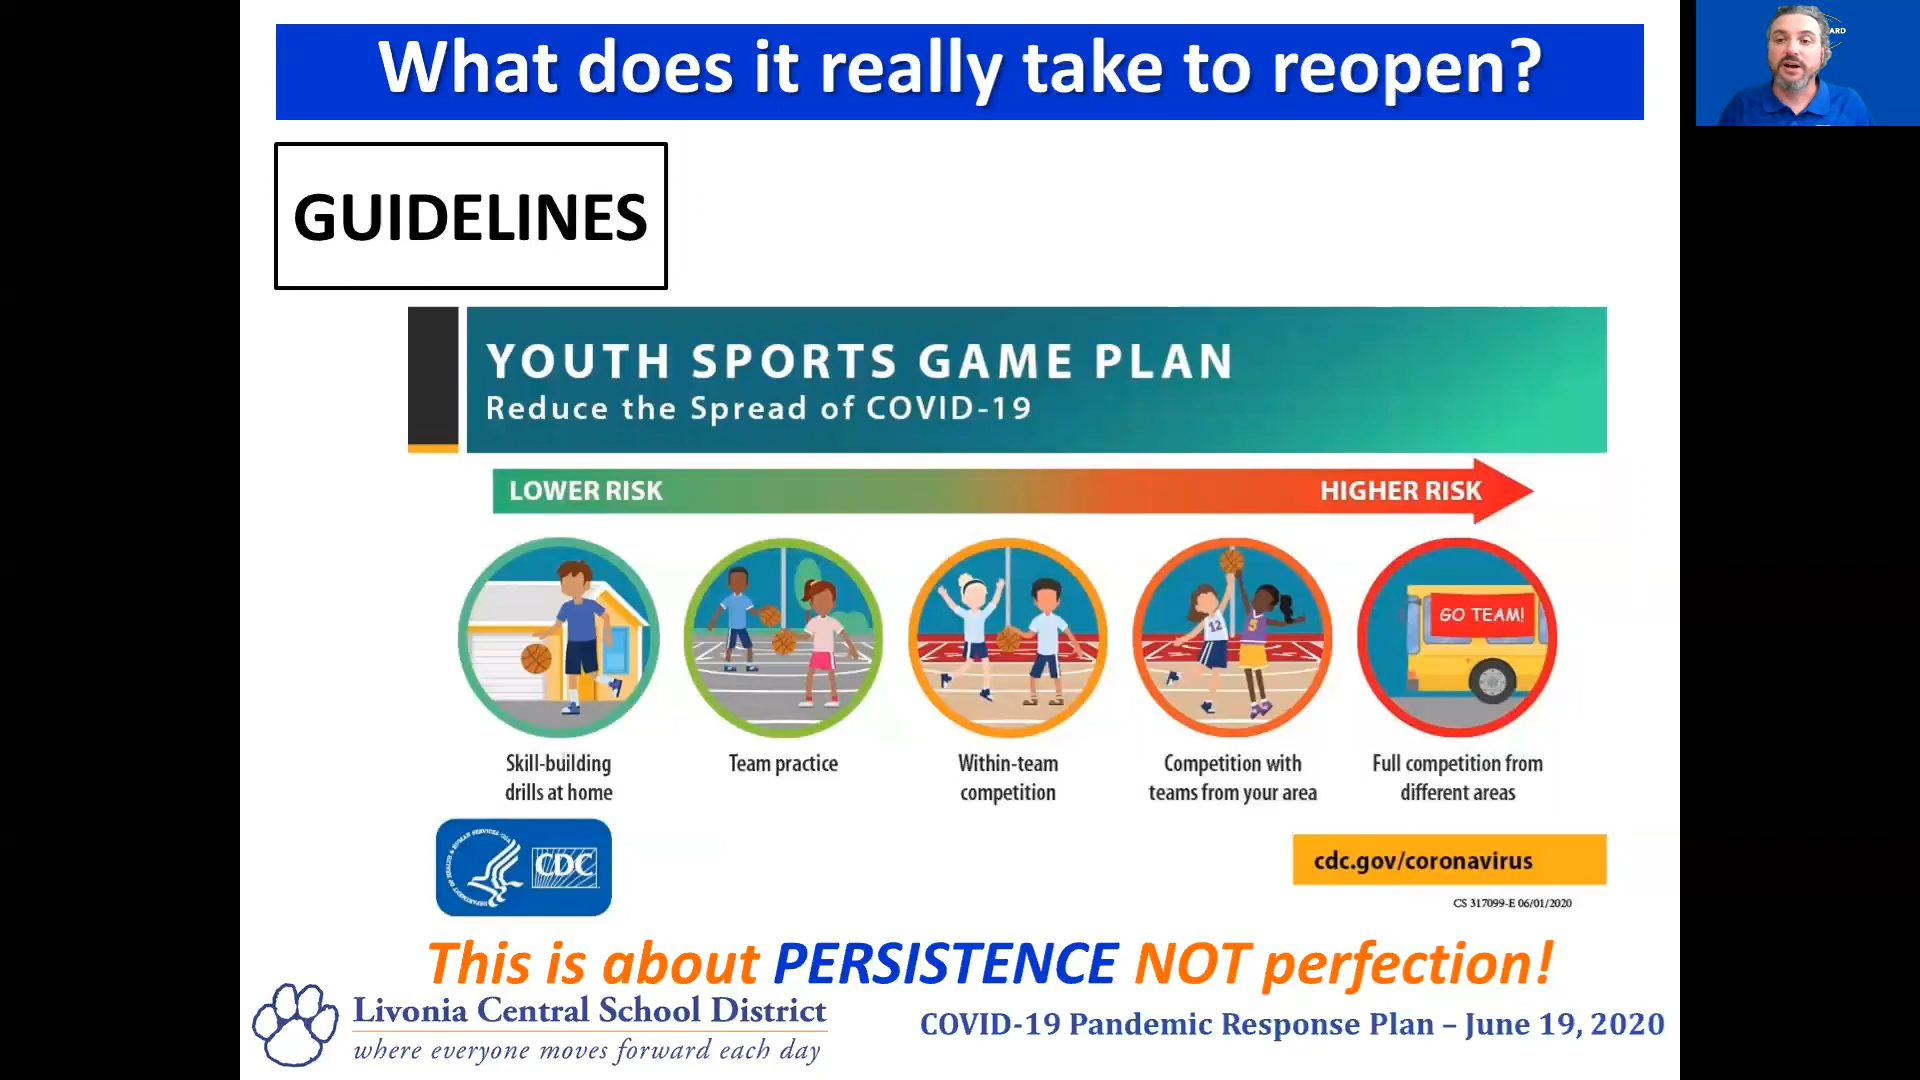 What does it really take to reopen?
ARD
GUIDELINES
YOUTH SPORTS GAME PLAN
Reduce the Spread of COVID-19
LOWER RISK
HIGHER RISK
12
5
GO TEAM!
Skill-building
drills at home
Team practice
Within-team
competition
Competition with
teams from your area
Full competition from
different areas
CDC
cdc.gov/coronavirus
CS 317099-E 06/01/2020
This is about PERSISTENCE NOT perfection!
Livonia Central School District
where everyone moves forward each day
COVID-19 Pandemic Response Plan – June 19, 2020